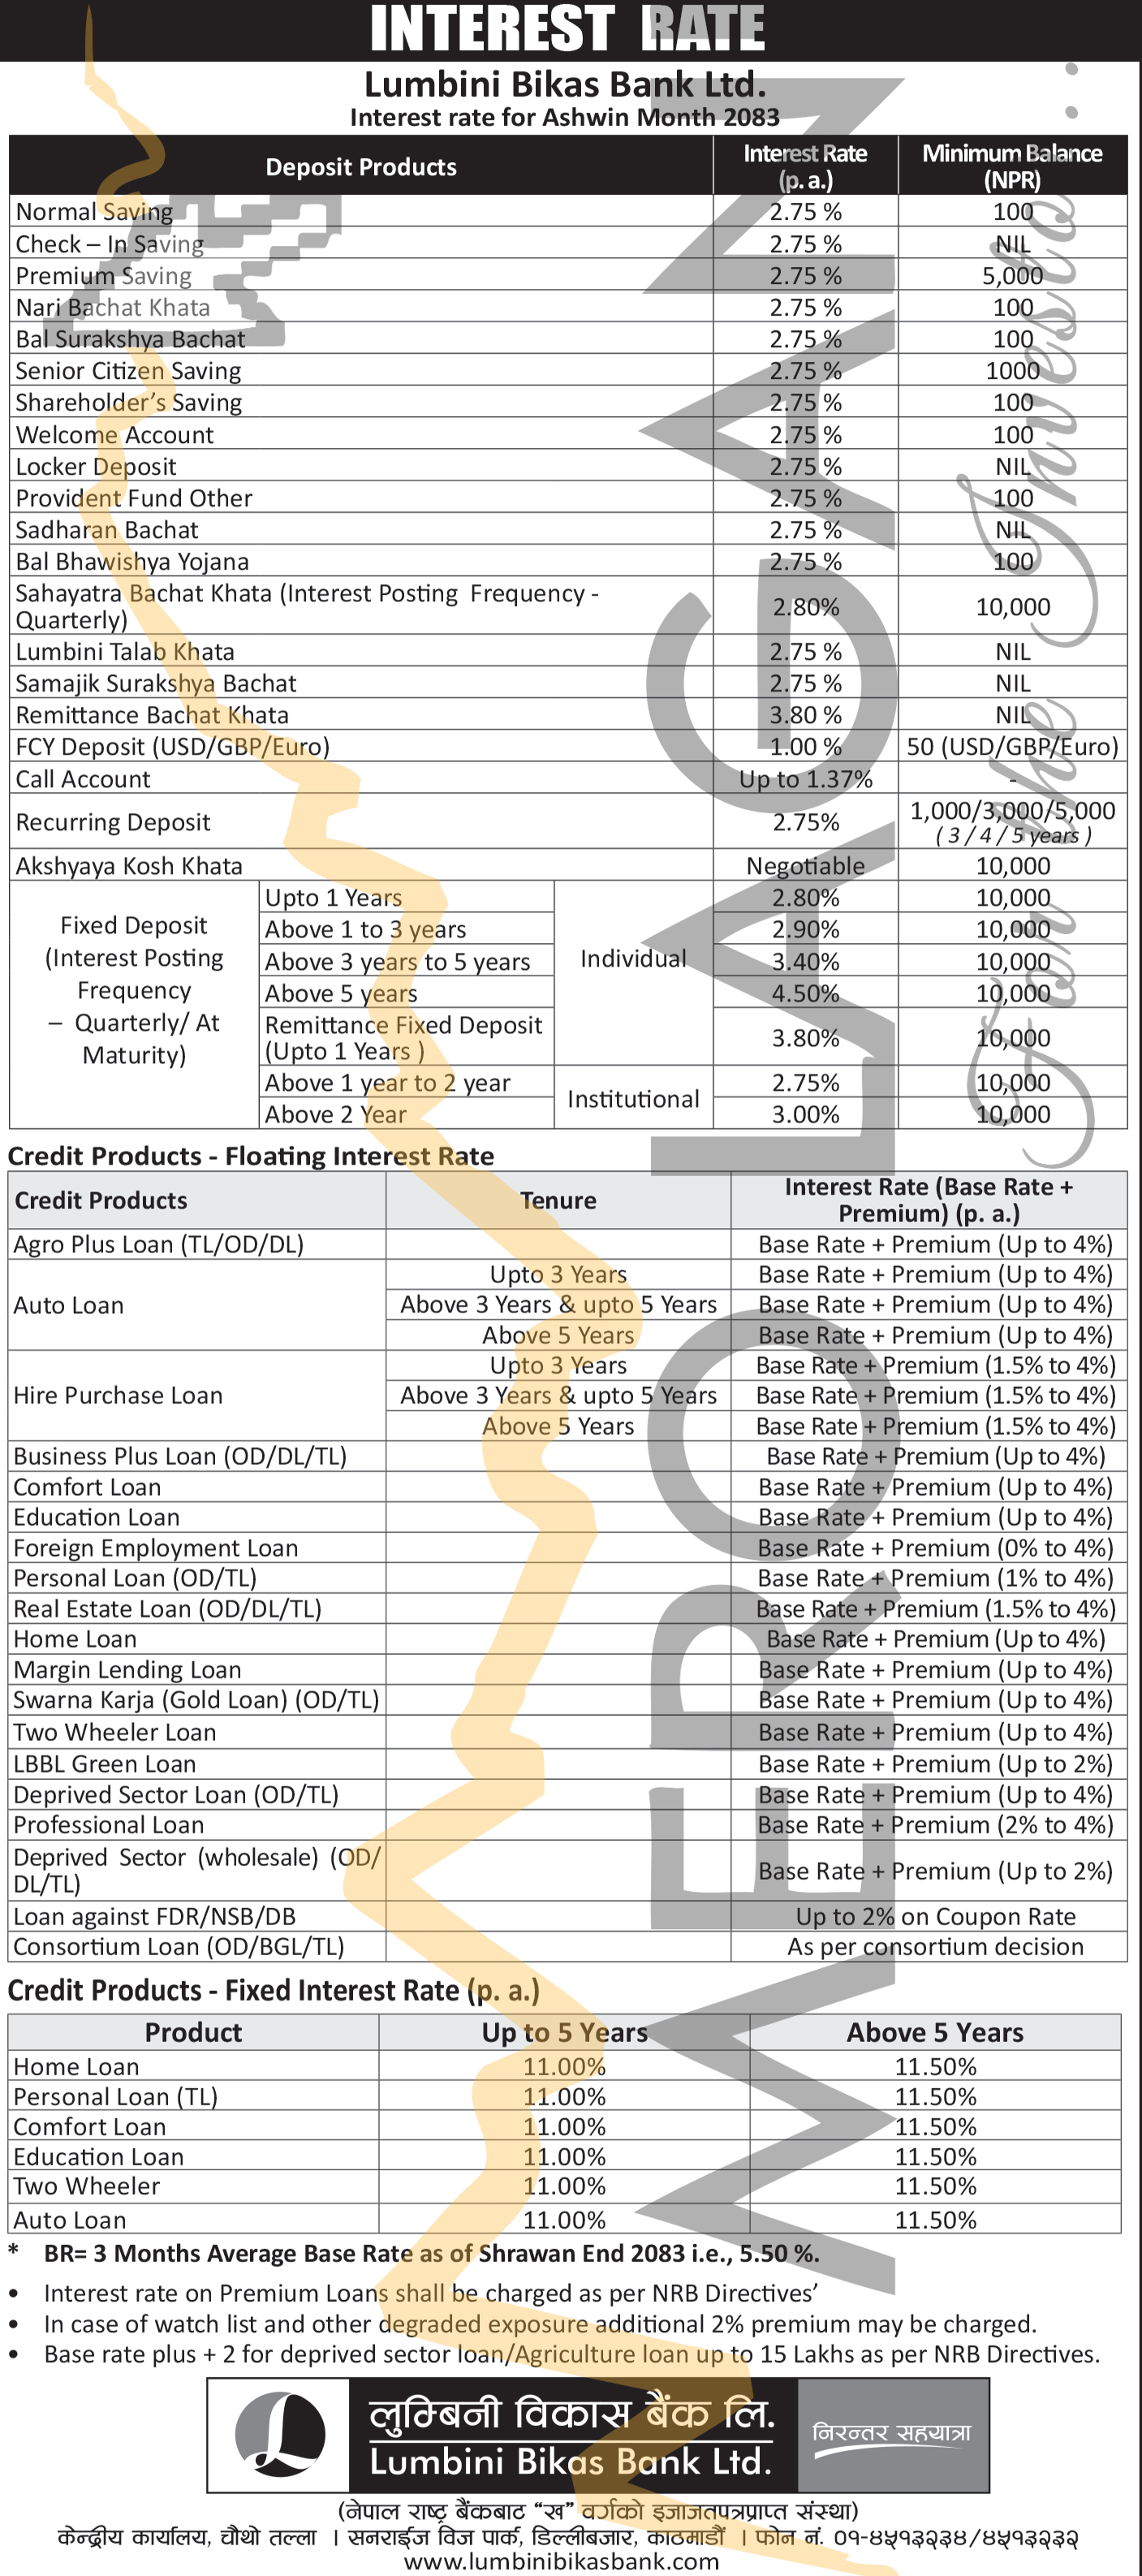 INTEREST RATE
Lumbini Bikas Bank Ltd.
Interest rate for Ashwin Month 2083
Deposit Products Interest Rate (p. a.) Minimum Balance (NPR)
Normal Saving 2.75 % 100
Check – In Saving 2.75 % NIL
Premium Saving 2.75 % 5,000
Nari Bachat Khata 2.75 % 100
Bal Surakshya Bachat 2.75 % 100
Senior Citizen Saving 2.75 % 1000
Shareholder’s Saving 2.75 % 100
Welcome Account 2.75 % 100
Locker Deposit 2.75 % NIL
Provident Fund Other 2.75 % 100
Sadharan Bachat 2.75 % NIL
Bal Bhawishya Yojana 2.75 % 100
Sahayatra Bachat Khata (Interest Posting Frequency -
Quarterly) 2.80% 10,000
Lumbini Talab Khata 2.75 % NIL
Samajik Surakshya Bachat 2.75 % NIL
Remittance Bachat Khata 3.80 % NIL
FCY Deposit (USD/GBP/Euro) 1.00 % 50 (USD/GBP/Euro)
Call Account Up to 1.37% -
Recurring Deposit 2.75% 1,000/3,000/5,000
( 3 / 4 / 5 years )
Akshyaya Kosh Khata Negotiable 10,000
Fixed Deposit
(Interest Posting
Frequency
– Quarterly/ At
Maturity)
Upto 1 Years 2.80% 10,000
Above 1 to 3 years 2.90% 10,000
Above 3 years to 5 years Individual 3.40% 10,000
Above 5 years 4.50% 10,000
Remittance Fixed Deposit
(Upto 1 Years ) 3.80% 10,000
Above 1 year to 2 year Institutional 2.75% 10,000
Above 2 Year 3.00% 10,000
Credit Products - Floating Interest Rate
Credit Products Tenure Interest Rate (Base Rate +
Premium) (p. a.)
Agro Plus Loan (TL/OD/DL) Base Rate + Premium (Up to 4%)
Auto Loan
Upto 3 Years Base Rate + Premium (Up to 4%)
Above 3 Years & upto 5 Years Base Rate + Premium (Up to 4%)
Above 5 Years Base Rate + Premium (Up to 4%)
Hire Purchase Loan
Upto 3 Years Base Rate + Premium (1.5% to 4%)
Above 3 Years & upto 5 Years Base Rate + Premium (1.5% to 4%)
Above 5 Years Base Rate + Premium (1.5% to 4%)
Business Plus Loan (OD/DL/TL) Base Rate + Premium (Up to 4%)
Comfort Loan Base Rate + Premium (Up to 4%)
Education Loan Base Rate + Premium (Up to 4%)
Foreign Employment Loan Base Rate + Premium (0% to 4%)
Personal Loan (OD/TL) Base Rate + Premium (1% to 4%)
Real Estate Loan (OD/DL/TL) Base Rate + Premium (1.5% to 4%)
Home Loan Base Rate + Premium (Up to 4%)
Margin Lending Loan Base Rate + Premium (Up to 4%)
Swarna Karja (Gold Loan) (OD/TL) Base Rate + Premium (Up to 4%)
Two Wheeler Loan Base Rate + Premium (Up to 4%)
LBBL Green Loan Base Rate + Premium (Up to 2%)
Deprived Sector Loan (OD/TL) Base Rate + Premium (Up to 4%)
Professional Loan Base Rate + Premium (2% to 4%)
Deprived Sector (wholesale) (OD/
DL/TL) Base Rate + Premium (Up to 2%)
Loan against FDR/NSB/DB Up to 2% on Coupon Rate
Consortium Loan (OD/BGL/TL) As per consortium decision
Credit Products - Fixed Interest Rate (p. a.)
Product Up to 5 Years Above 5 Years
Home Loan 11.00% 11.50%
Personal Loan (TL) 11.00% 11.50%
Comfort Loan 11.00% 11.50%
Education Loan 11.00% 11.50%
Two Wheeler 11.00% 11.50%
Auto Loan 11.00% 11.50%
* BR= 3 Months Average Base Rate as of Shrawan End 2083 i.e., 5.50 %.
• Interest rate on Premium Loans shall be charged as per NRB Directives’
• In case of watch list and other degraded exposure additional 2% premium may be charged.
• Base rate plus + 2 for deprived sector loan/Agriculture loan up to 15 Lakhs as per NRB Directives.
लुम्बिनी विकास बैंक लि.
Lumbini Bikas Bank Ltd.
निरन्तर सहयात्रा
(नेपाल राष्ट्र बैंकबाट “ख” वर्गको इजाजतपत्रप्राप्त संस्था)
केन्द्रीय कार्यालय, चौथो तल्ला । सनराईज विज पार्क, डिल्लीबजार, काठमाडौं । फोन नं. ०१-४५१३२३४/४५१३२३२
www.lumbinibikasbank.com
MEROLAGANI
For the Investo...